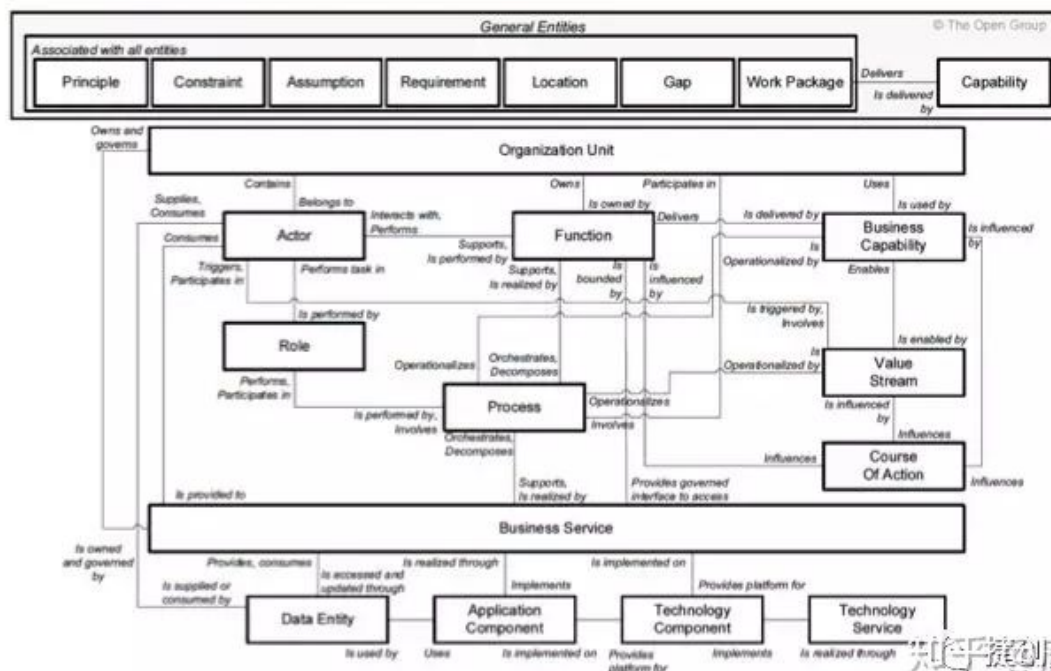 General Entities
© The Open Group
Associated with all entities
Principle
Constraint
Assumption
Requirement
Location
Gap
Work Package
Delivers
Is delivered
by
Capability
Owns and
governs
Organization Unit
Contains
Owns
Participates in
Uses
Supplies,
Consumes
Belongs to
Is owned by
Is used by
Consumes
Actor
Interacts with,
Performs
Function
Delivers
Is delivered by
Business
Capability
Is influenced
by
Supports,
Is performed by
Is
Operationalized by
Triggers,
Participates in
Performs task in
Supports,
Is realized by
Is
bounded
by
Is
influenced
by
Enables
Is triggered by,
Involves
Is performed by
Is enabled by
Role
Operationalizes
Orchestrates,
Decomposes
Is
Operationalized by
Value
Stream
Performs,
Participates in
Process
Operationalizes
Is influenced
by
Is performed by,
Involves
Involves
Orchestrates,
Decomposes
Influences
Influences
Course
Of Action
Influences
Supports,
Is realized by
Provides governed
interface to access
Is provided to
Business Service
Is owned
and governed
by
Provides, consumes
Is realized through
Is implemented on
Is accessed and
updated through
Implements
Provides platform for
Is supplied or
consumed by
Data Entity
Application
Component
Technology
Component
Technology
Service
Is used by
Uses
Is implemented on
Provides
platform for
Implements
Is realized through
知乎
捷创